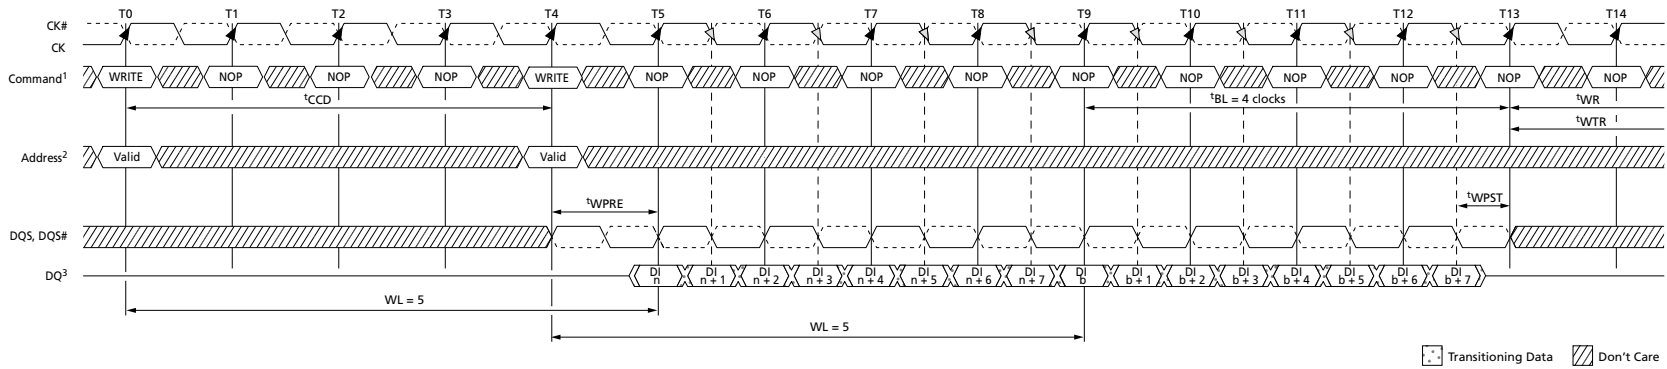 T0 T1 T2 T3 T4 T5 T6 T7 T8 T9 T10 T11 T12 T13 T14
CK#
CK
Command1 WRITE NOP NOP NOP WRITE NOP NOP NOP NOP NOP NOP NOP NOP NOP NOP
tCCD tBL = 4 clocks tWR
tWTR
Address2 Valid Valid
tWPRE tWPST
DQS, DQS#
DQ3 DI n DI n + 1 DI n + 2 DI n + 3 DI n + 4 DI n + 5 DI n + 6 DI n + 7 DI b DI b + 1 DI b + 2 DI b + 3 DI b + 4 DI b + 5 DI b + 6 DI b + 7
WL = 5
WL = 5
Transitioning Data Don't Care